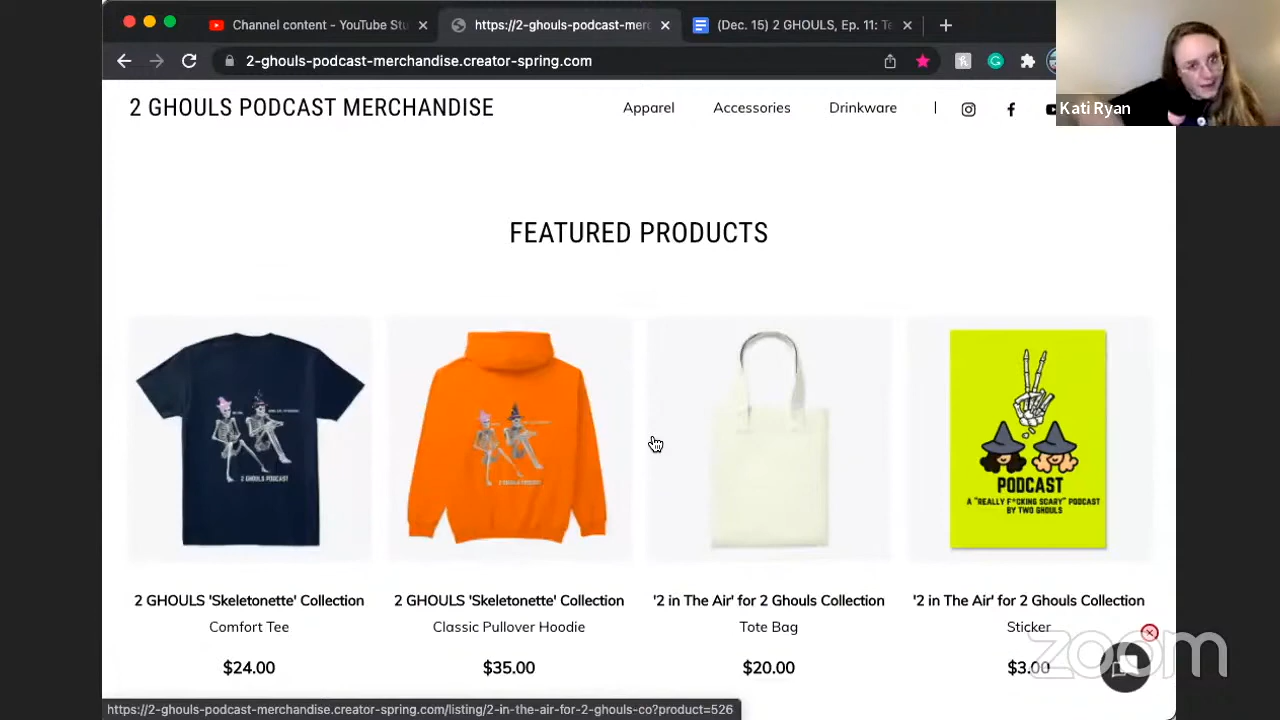 Channel content - YouTube Stu
https://2-ghouls-podcast-merc
(Dec. 15) 2 GHOULS, Ep. 11: Te
2-ghouls-podcast-merchandise.creator-spring.com
Kati Ryan
2 GHOULS PODCAST MERCHANDISE
Apparel
Accessories
Drinkware
FEATURED PRODUCTS
2 GHOULS PODCAST
PODCAST
A "REALLY F*CKING SCARY" PODCAST
BY TWO GHOULS
2 GHOULS 'Skeletonette' Collection
Comfort Tee
$24.00
2 GHOULS 'Skeletonette' Collection
Classic Pullover Hoodie
$35.00
'2 in The Air' for 2 Ghouls Collection
Tote Bag
$20.00
'2 in The Air' for 2 Ghouls Collection
Sticker
$3.00
zoom
https://2-ghouls-podcast-merchandise.creator-spring.com/listing/2-in-the-air-for-2-ghouls-co?product=526